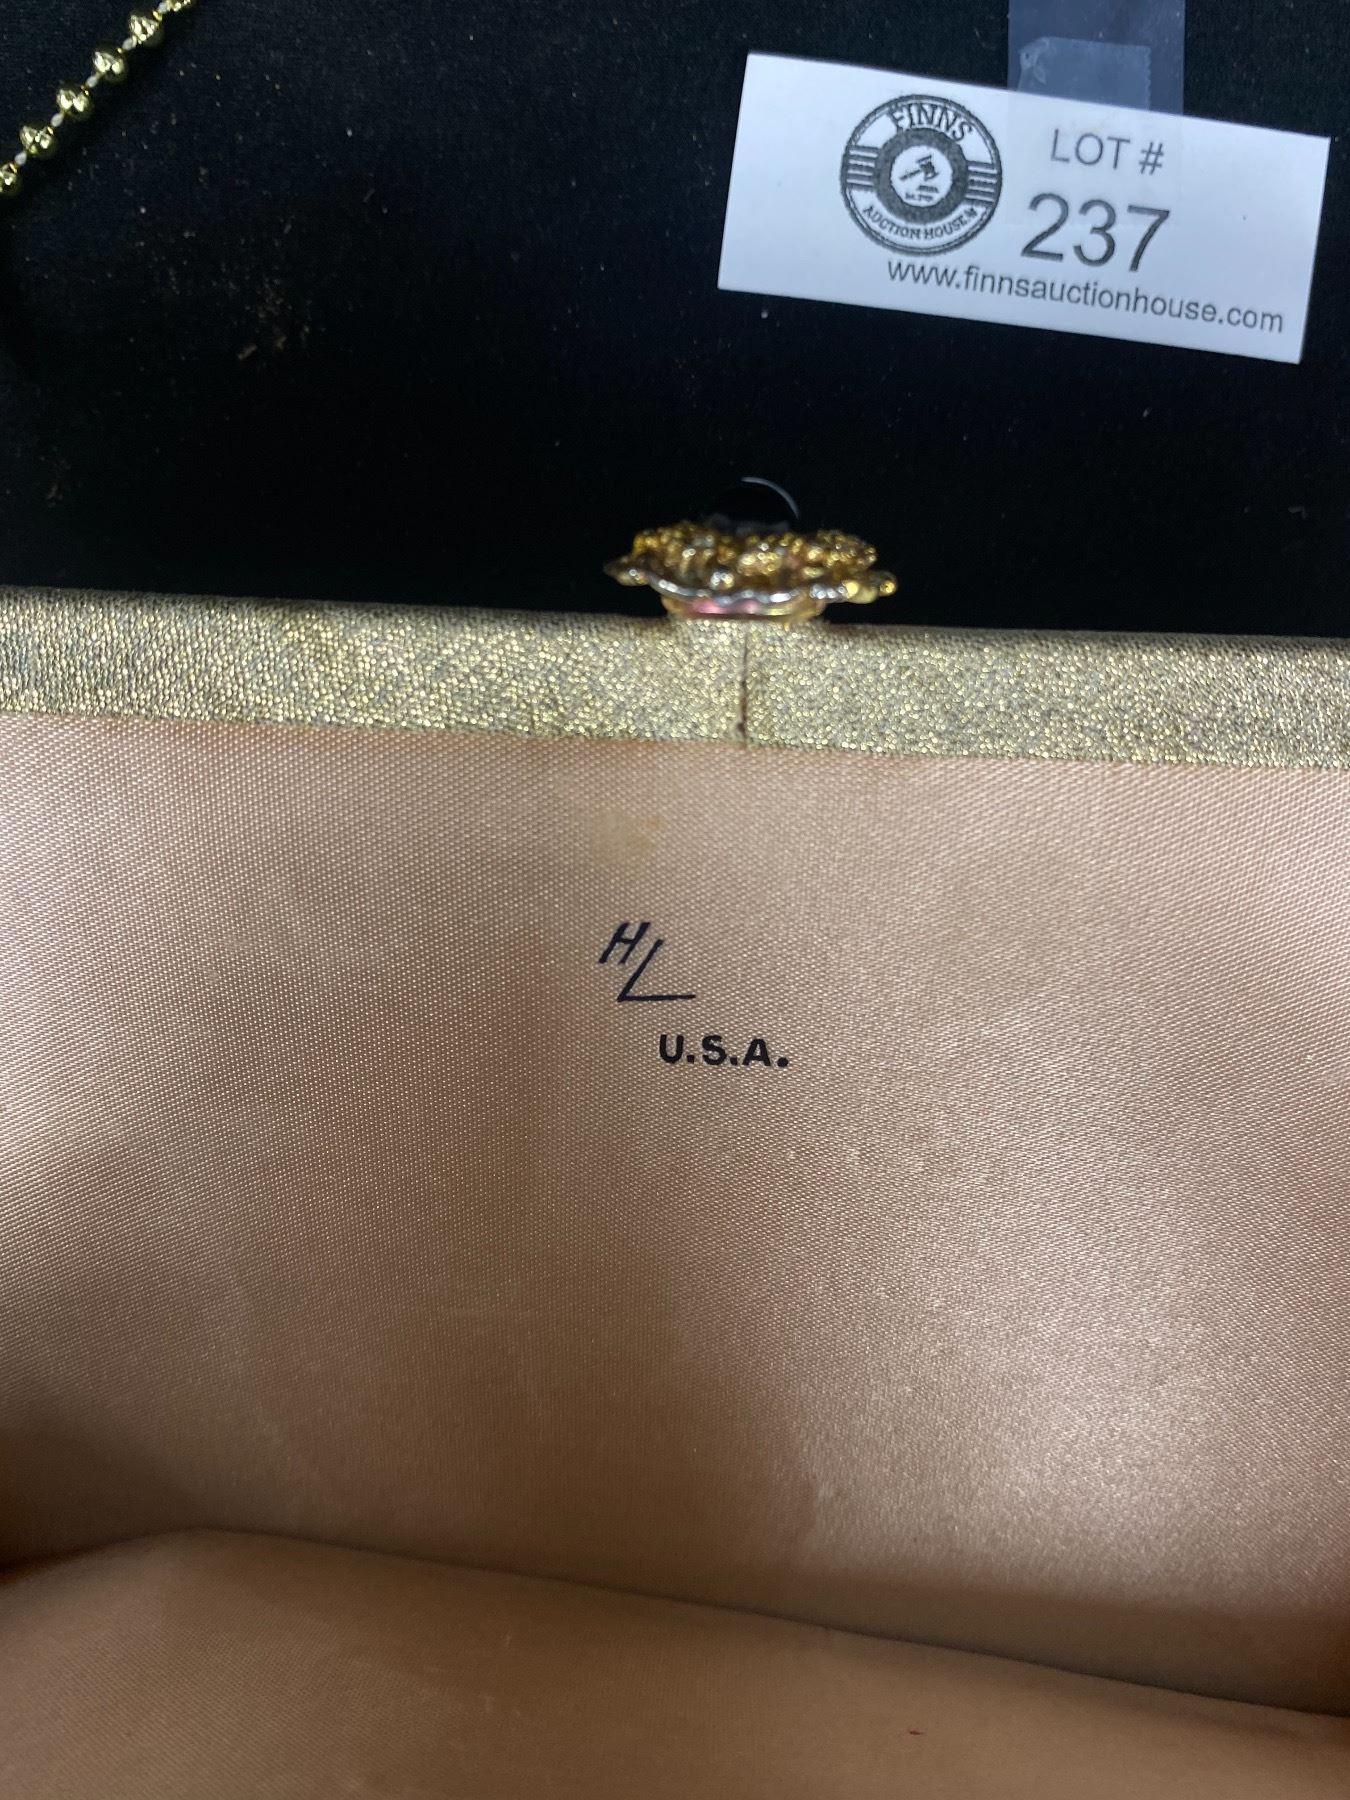 FINNS
AUCTION HOUSE
LOT #
237
www.finnsauctionhouse.com
HL
U.S.A.